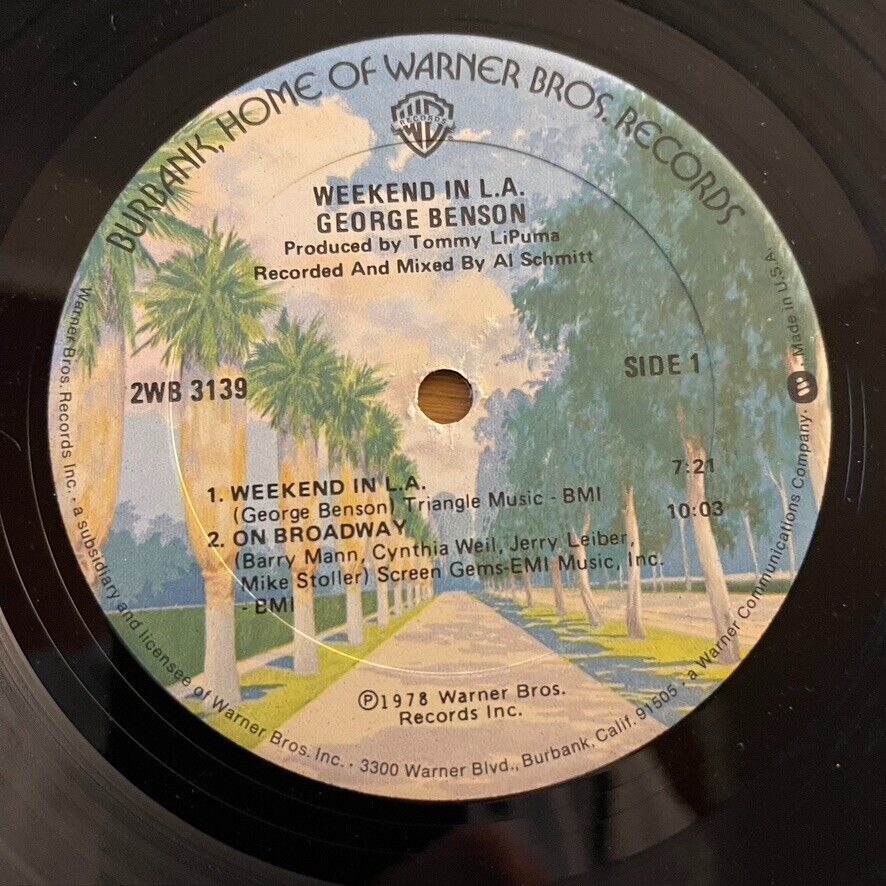 BURBANK, HOME OF WARNER BROS. RECORDS
RECORDS
WEEKEND IN L.A.
GEORGE BENSON
Produced by Tommy LiPuma
Recorded And Mixed By Al Schmitt
2WB 3139
SIDE 1
1. WEEKEND IN L.A. 7:21
(George Benson) Triangle Music - BMI
2. ON BROADWAY 10:03
(Barry Mann, Cynthia Weil, Jerry Leiber,
Mike Stoller) Screen Gems-EMI Music, Inc.
- BMI
℗1978 Warner Bros.
Records Inc.
Warner Bros. Records Inc. · a subsidiary and licensee of Warner Bros. Inc. · 3300 Warner Blvd., Burbank, Calif. 91505 · a Warner Communications Company. · Made in U.S.A.